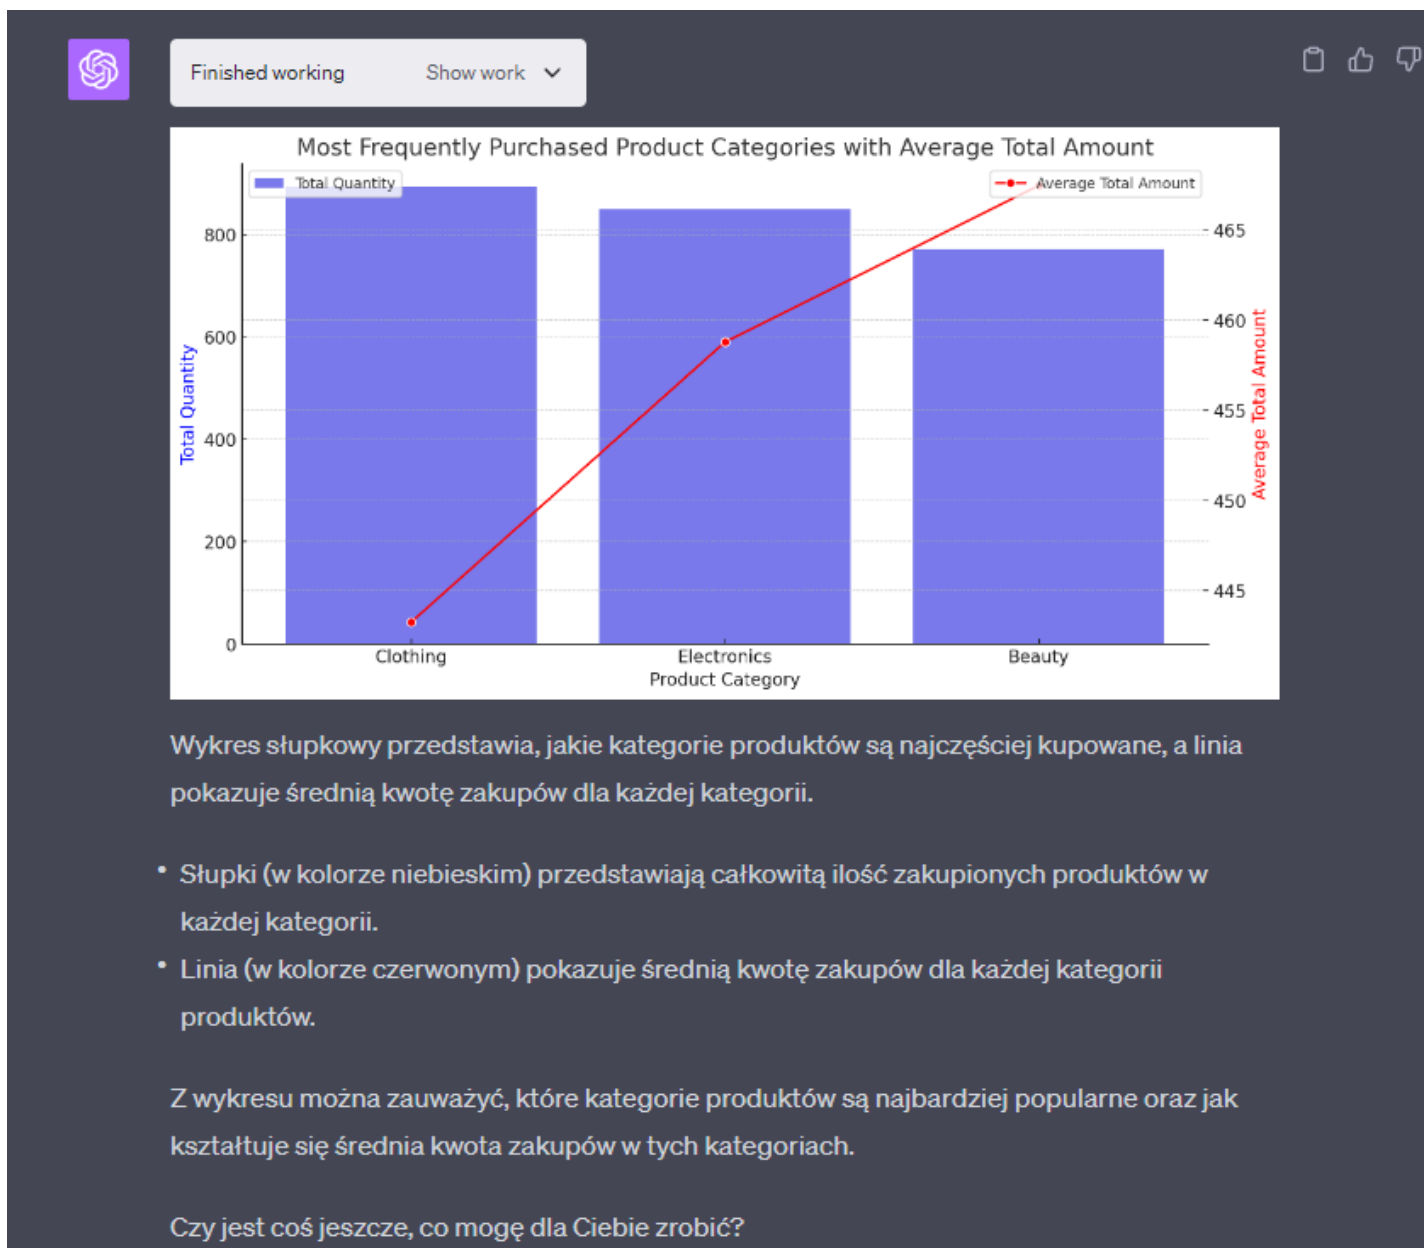 Finished working Show work
Most Frequently Purchased Product Categories with Average Total Amount
Total Quantity
Average Total Amount
800
600
400
200
0
Total Quantity
465
460
455
450
445
Average Total Amount
Clothing Electronics Beauty
Product Category
Wykres słupkowy przedstawia, jakie kategorie produktów są najczęściej kupowane, a linia
pokazuje średnią kwotę zakupów dla każdej kategorii.
• Słupki (w kolorze niebieskim) przedstawiają całkowitą ilość zakupionych produktów w
każdej kategorii.
• Linia (w kolorze czerwonym) pokazuje średnią kwotę zakupów dla każdej kategorii
produktów.
Z wykresu można zauważyć, które kategorie produktów są najbardziej popularne oraz jak
kształtuje się średnia kwota zakupów w tych kategoriach.
Czy jest coś jeszcze, co mogę dla Ciebie zrobić?